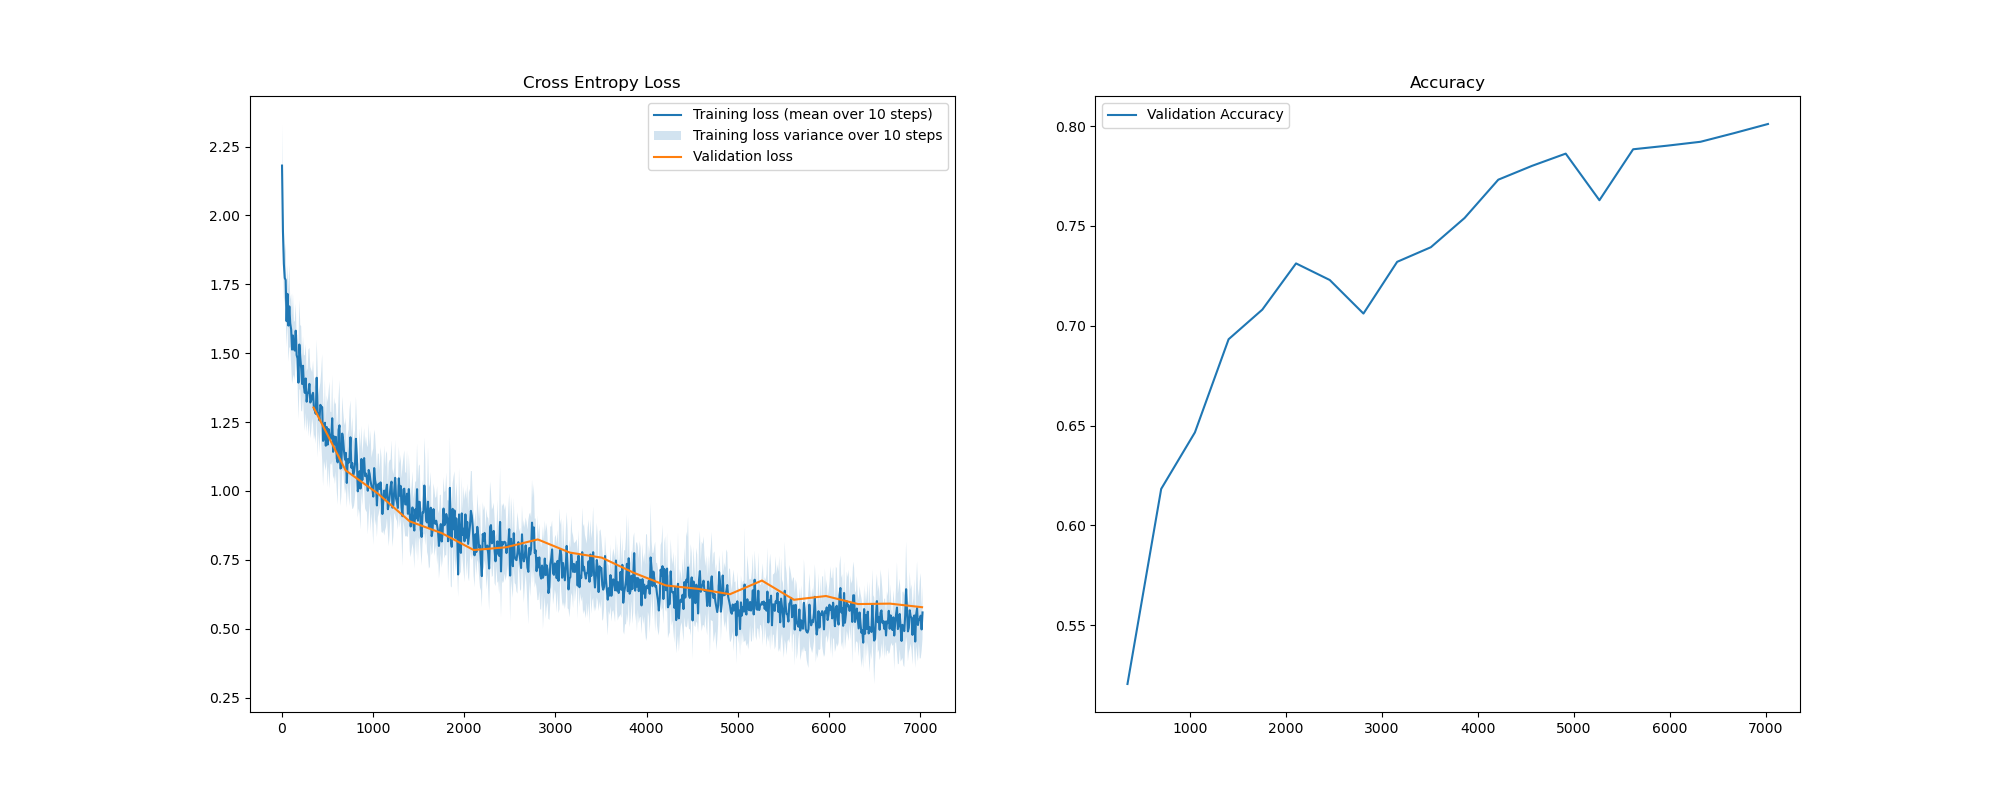 Cross Entropy Loss
Training loss (mean over 10 steps)
Training loss variance over 10 steps
Validation loss
2.25
2.00
1.75
1.50
1.25
1.00
0.75
0.50
0.25
0 1000 2000 3000 4000 5000 6000 7000
Accuracy
Validation Accuracy
0.80
0.75
0.70
0.65
0.60
0.55
1000 2000 3000 4000 5000 6000 7000